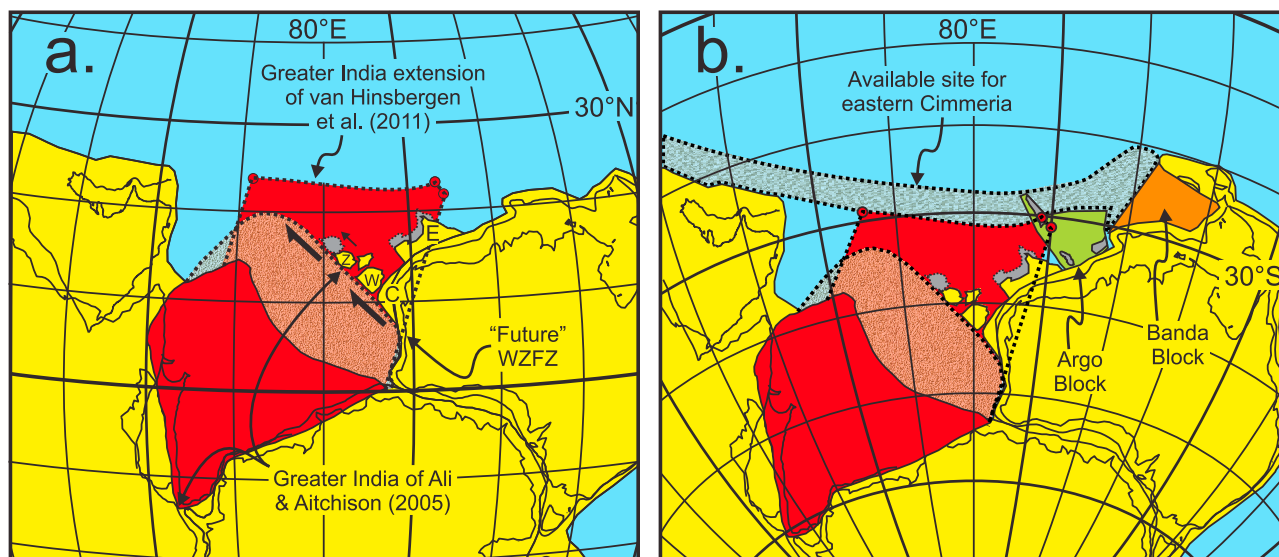 a.
80°E
Greater India extension
of van Hinsbergen
et al. (2011)
30°N
E
Z
W
C
"Future"
WZFZ
Greater India of Ali
& Aitchison (2005)
b.
80°E
Available site for
eastern Cimmeria
30°S
Banda
Block
Argo
Block